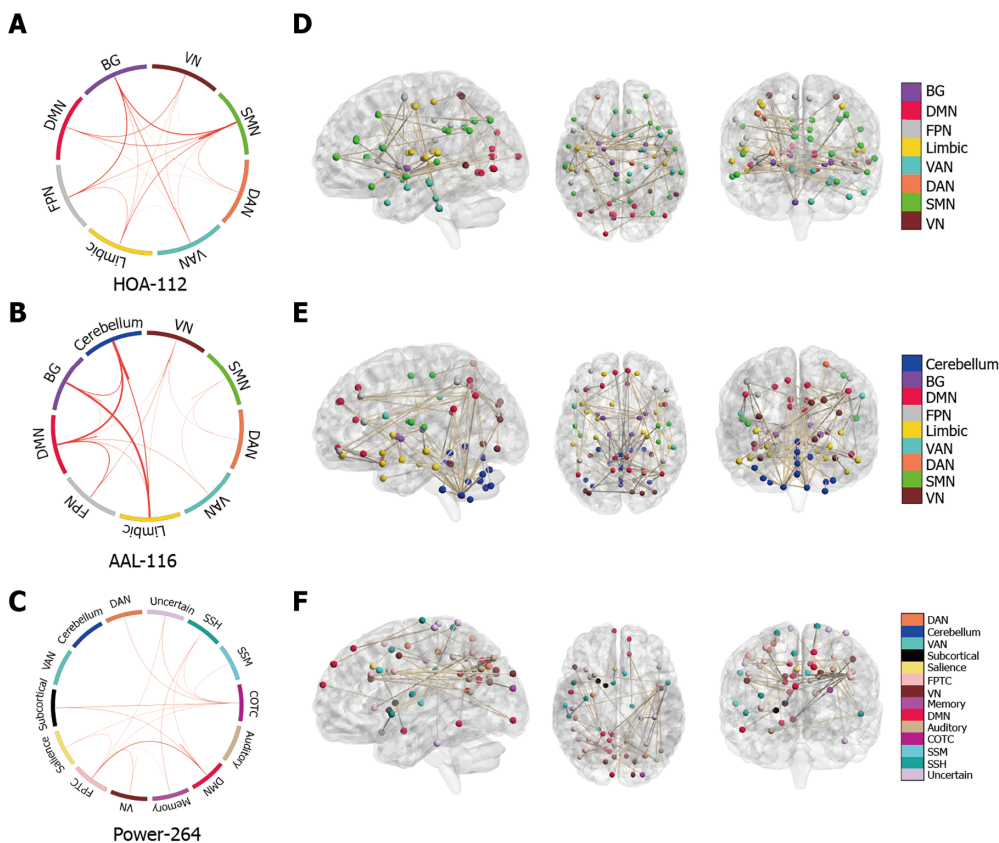 A
BG
VN
DMN
SMN
FPN
DAN
Limbic
VAN
HOA-112
D
BG
DMN
FPN
Limbic
VAN
DAN
SMN
VN
B
Cerebellum
VN
BG
SMN
DMN
DAN
FPN
VAN
Limbic
AAL-116
E
Cerebellum
BG
DMN
FPN
Limbic
VAN
DAN
SMN
VN
C
DAN
Uncertain
Cerebellum
SSH
VAN
SSM
Subcortical
COTC
Salience
Auditory
FPTC
DMN
VN
Memory
Power-264
F
DAN
Cerebellum
VAN
Subcortical
Salience
FPTC
VN
Memory
DMN
Auditory
COTC
SSM
SSH
Uncertain